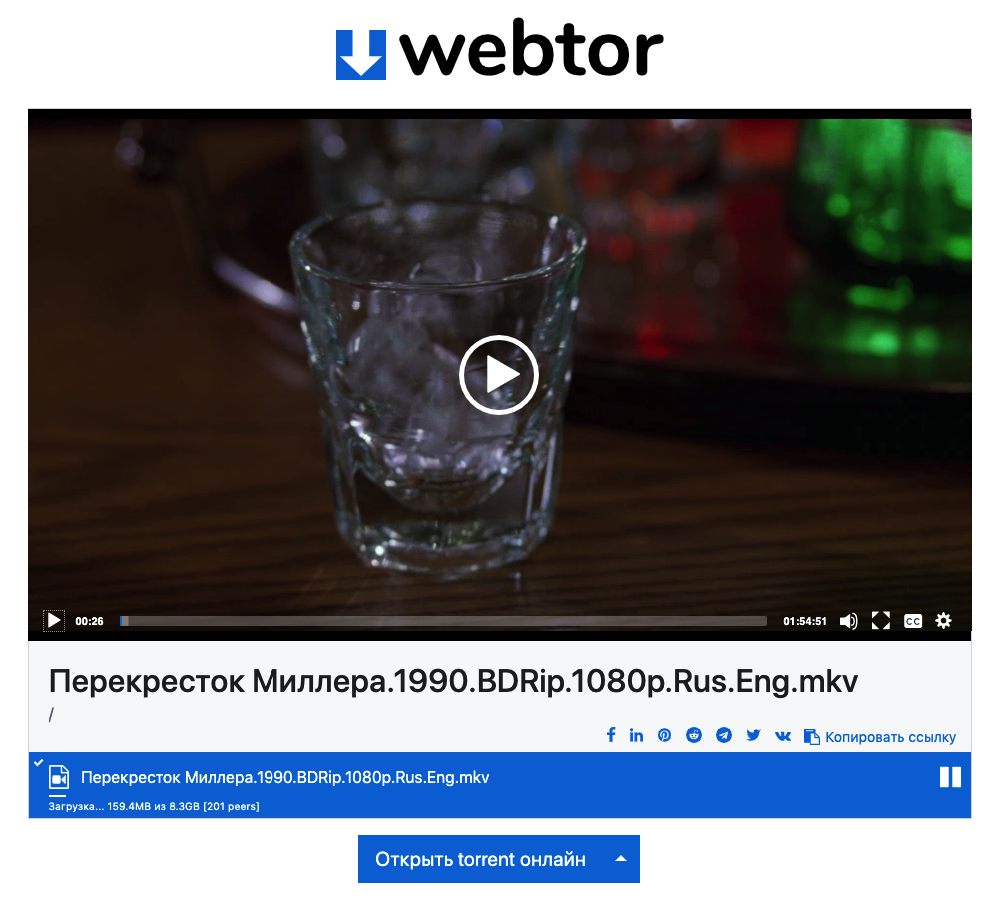 webtor
00:26
01:54:51
CC
Перекресток Миллера.1990.BDRip.1080p.Rus.Eng.mkv
/
Копировать ссылку
Перекресток Миллера.1990.BDRip.1080p.Rus.Eng.mkv
Загрузка... 159.4MB из 8.3GB [201 peers]
Открыть torrent онлайн